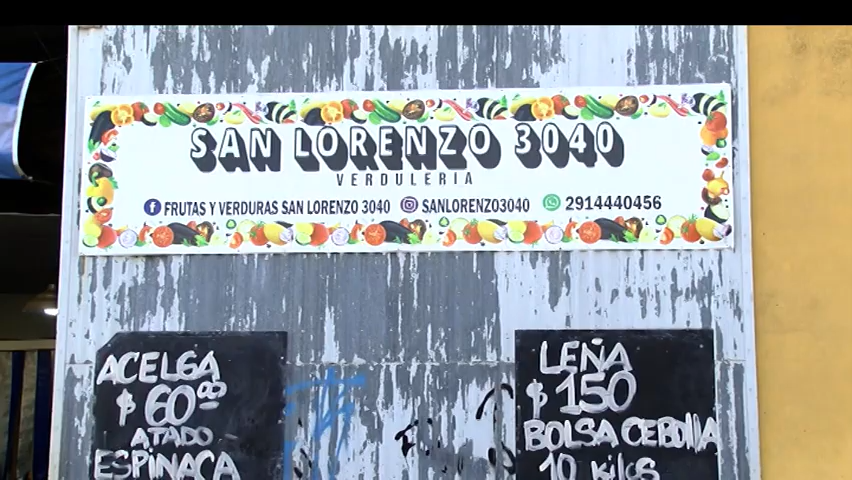 SAN LORENZO 3040
VERDULERIA
FRUTAS Y VERDURAS SAN LORENZO 3040 SANLORENZO3040 2914440456
ACELGA
$ 60.00
ATADO
ESPINACA
LEÑA
$ 150
BOLSA CEBOLLA
10 kilos